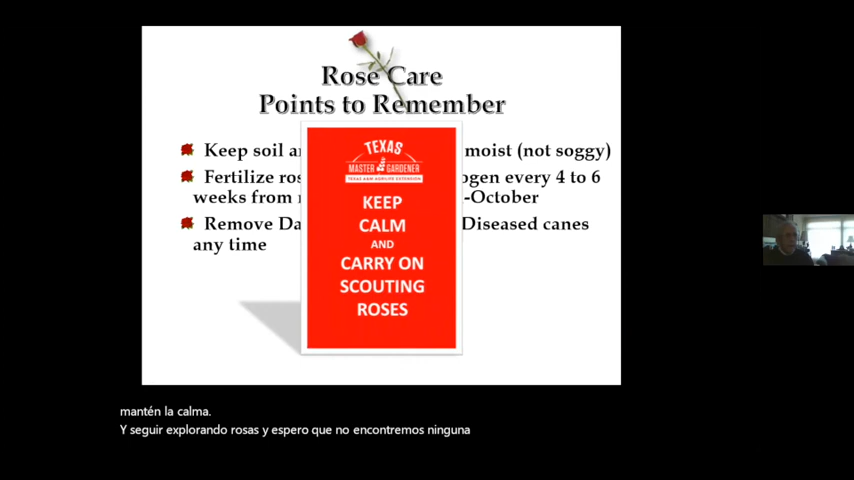 Rose Care
Points to Remember
Keep soil a moist (not soggy)
Fertilize ros ogen every 4 to 6
weeks from -October
Remove Da Diseased canes
any time
TEXAS
MASTER GARDENER
TEXAS A&M AGRILIFE EXTENSION
KEEP
CALM
AND
CARRY ON
SCOUTING
ROSES
mantén la calma.
Y seguir explorando rosas y espero que no encontremos ninguna